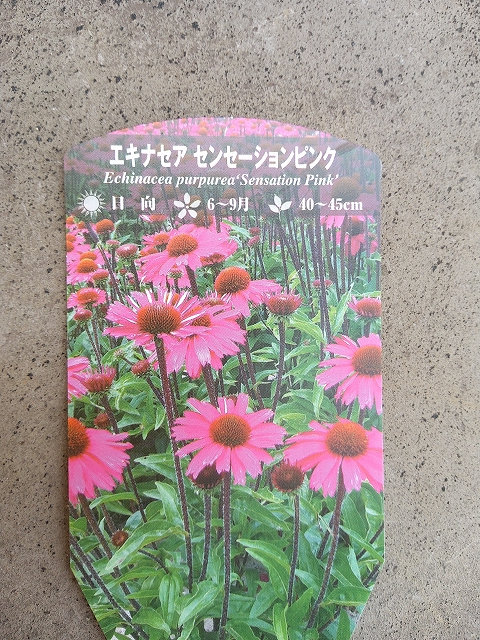 エキナセア センセーションピンク
Echinacea purpurea‘Sensation Pink’
日 向 6〜9月 40〜45cm